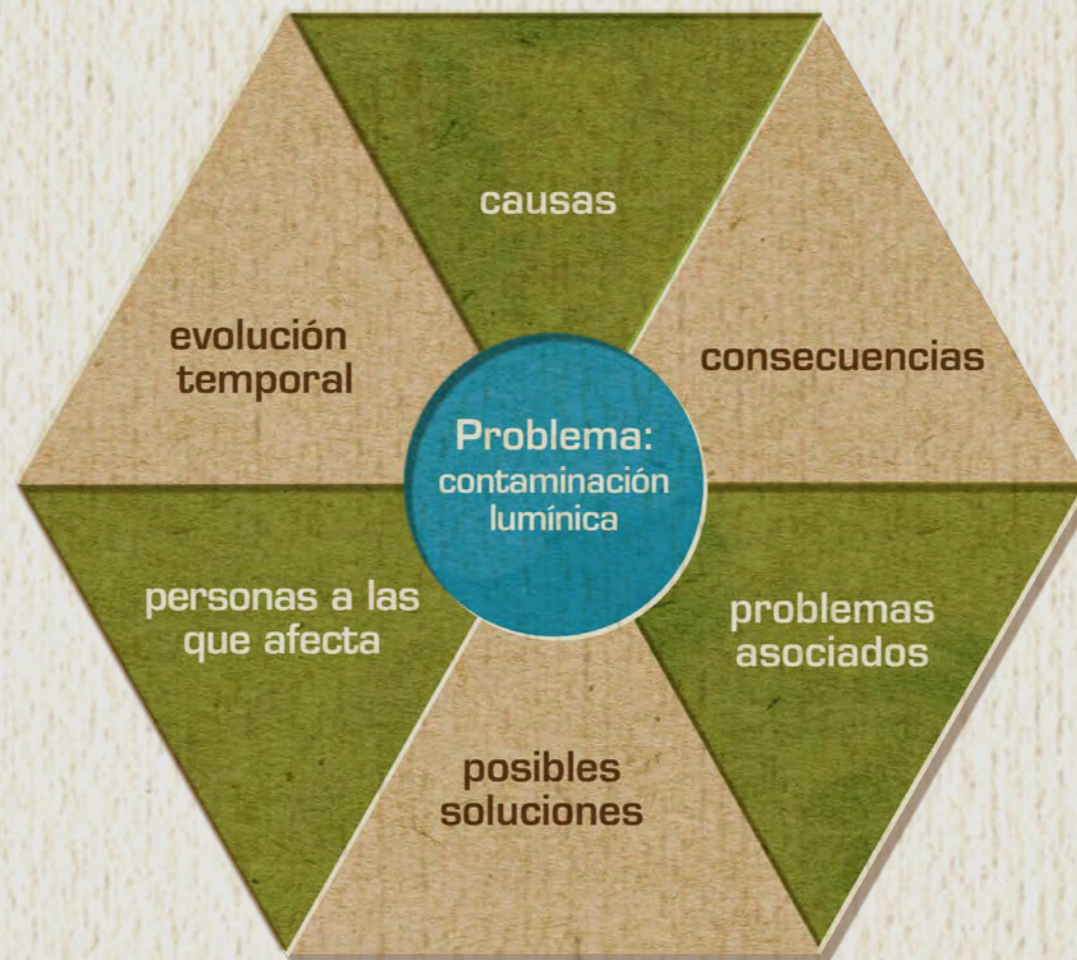 causas
evolución
temporal
consecuencias
Problema:
contaminación
lumínica
personas a las
que afecta
problemas
asociados
posibles
soluciones